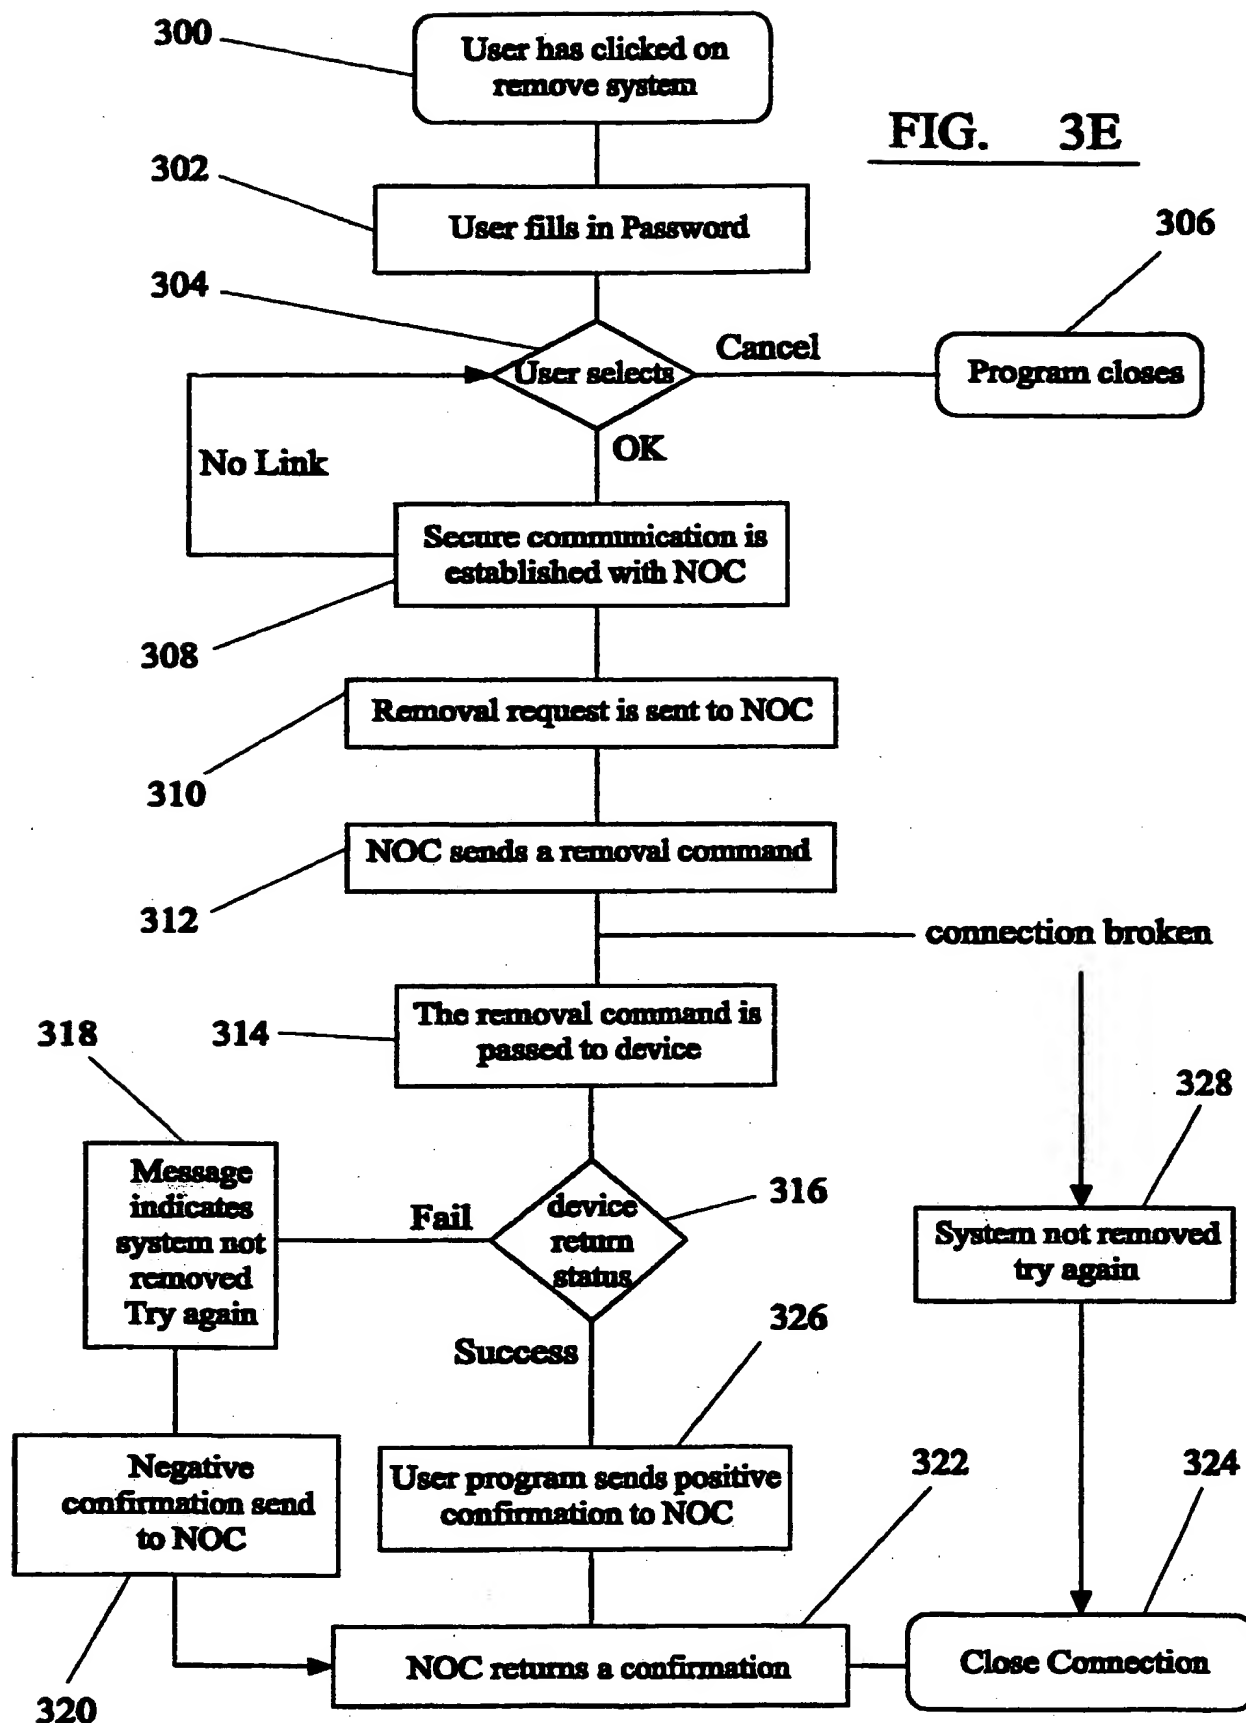 300
User has clicked on
remove system
FIG. 3E
302
User fills in Password
306
304
Cancel
User selects
Program closes
OK
No Link
Secure communication is
established with NOC
308
Removal request is sent to NOC
310
NOC sends a removal command
312
connection broken
The removal command is
passed to device
314
318
328
Message
indicates
system not
removed
Try again
Fail
device
return
status
316
System not removed
try again
Success
326
Negative
confirmation send
to NOC
User program sends positive
confirmation to NOC
322
324
NOC returns a confirmation
Close Connection
320